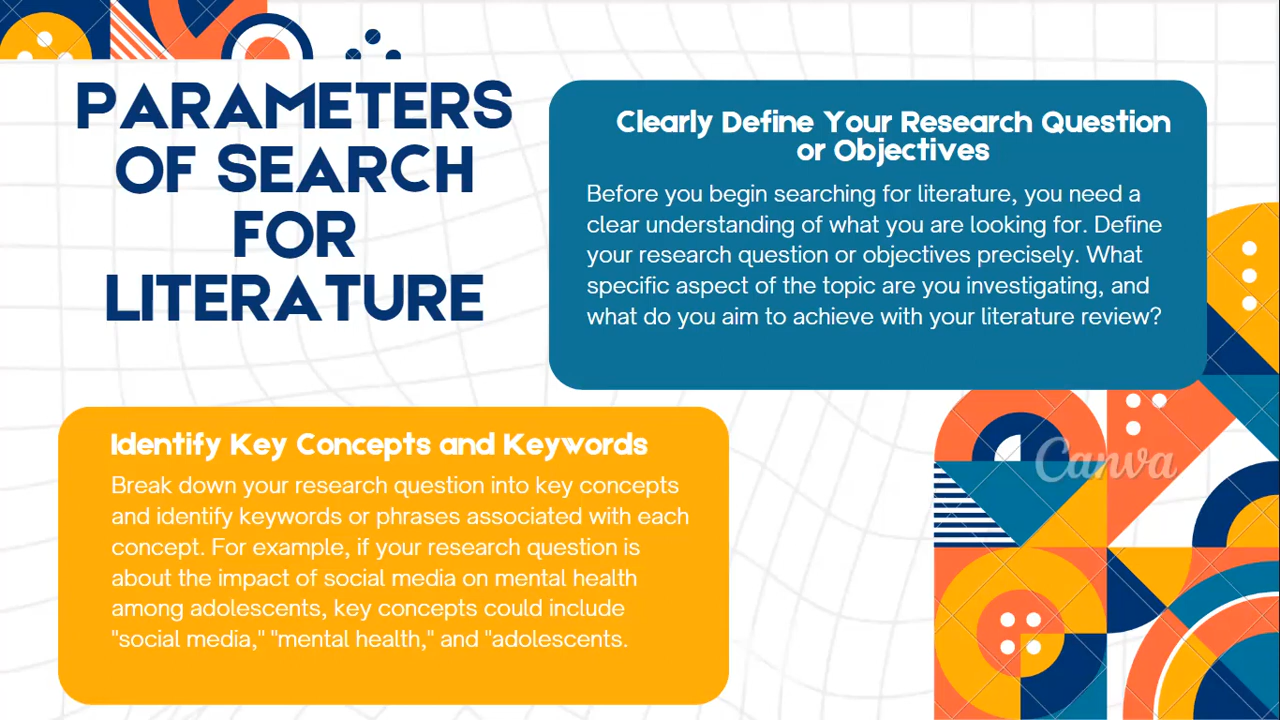 PARAMETERS
OF SEARCH
FOR
LITERATURE
Clearly Define Your Research Question
or Objectives
Before you begin searching for literature, you need a
clear understanding of what you are looking for. Define
your research question or objectives precisely. What
specific aspect of the topic are you investigating, and
what do you aim to achieve with your literature review?
Identify Key Concepts and Keywords
Break down your research question into key concepts
and identify keywords or phrases associated with each
concept. For example, if your research question is
about the impact of social media on mental health
among adolescents, key concepts could include
"social media," "mental health," and "adolescents.
Canva